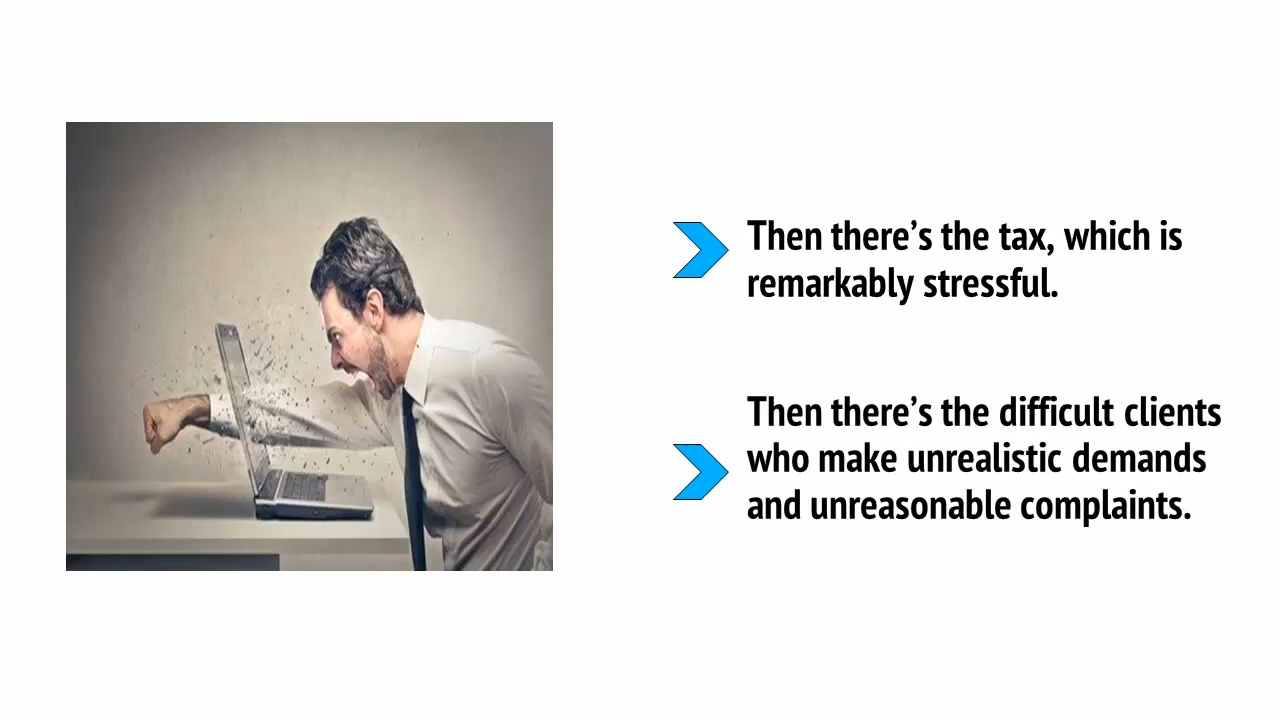 Then there’s the tax, which is
remarkably stressful.
Then there’s the difficult clients
who make unrealistic demands
and unreasonable complaints.